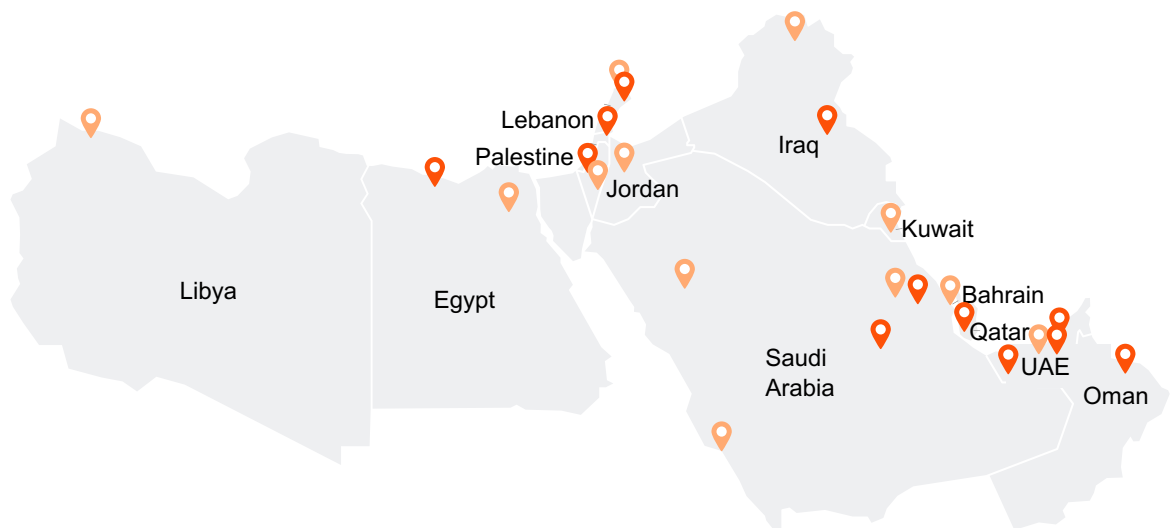 Lebanon
Palestine
Jordan
Iraq
Kuwait
Libya
Egypt
Bahrain
Qatar
Saudi
Arabia
UAE
Oman